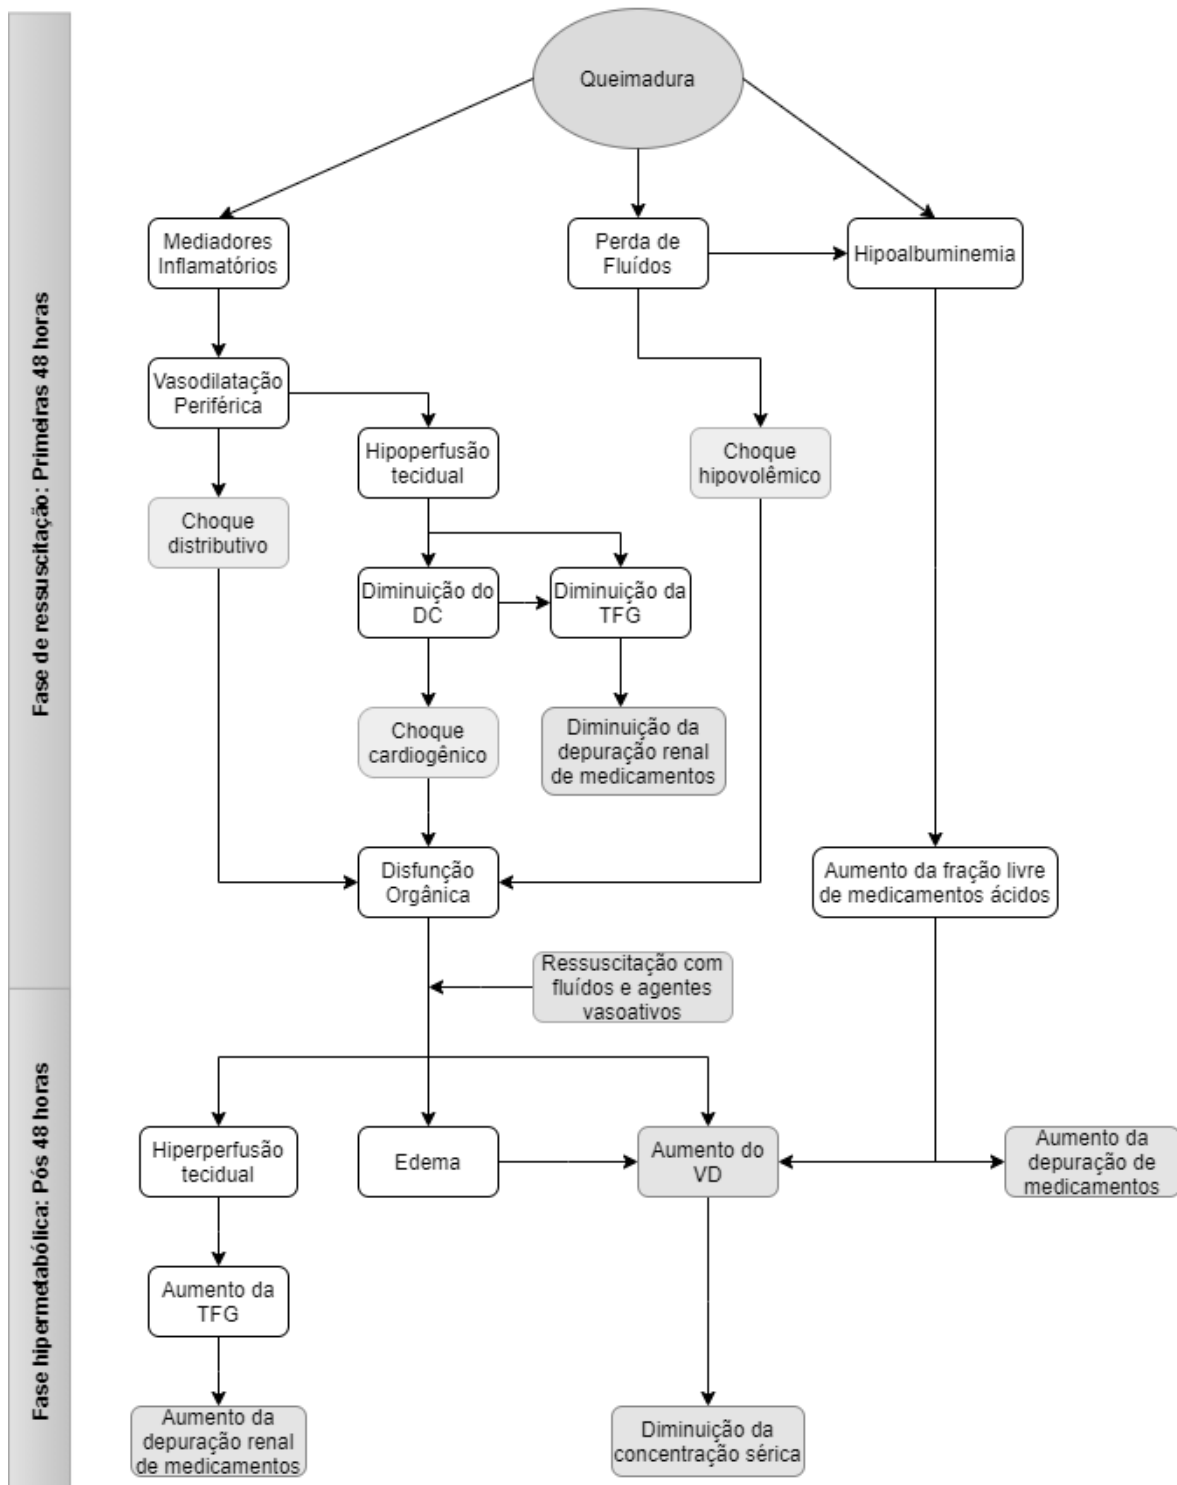 Fase de ressuscitação: Primeiras 48 horas
Fase hipermetabólica: Pós 48 horas
Queimadura
Mediadores
Inflamatórios
Perda de
Fluídos
Hipoalbuminemia
Vasodilatação
Periférica
Hipoperfusão
tecidual
Choque
hipovolêmico
Choque
distributivo
Diminuição do
DC
Diminuição da
TFG
Choque
cardiogênico
Diminuição da
depuração renal
de medicamentos
Disfunção
Orgânica
Aumento da fração livre
de medicamentos ácidos
Ressuscitação com
fluídos e agentes
vasoativos
Hiperperfusão
tecidual
Edema
Aumento do
VD
Aumento da
depuração de
medicamentos
Aumento da
TFG
Aumento da
depuração renal
de medicamentos
Diminuição da
concentração sérica